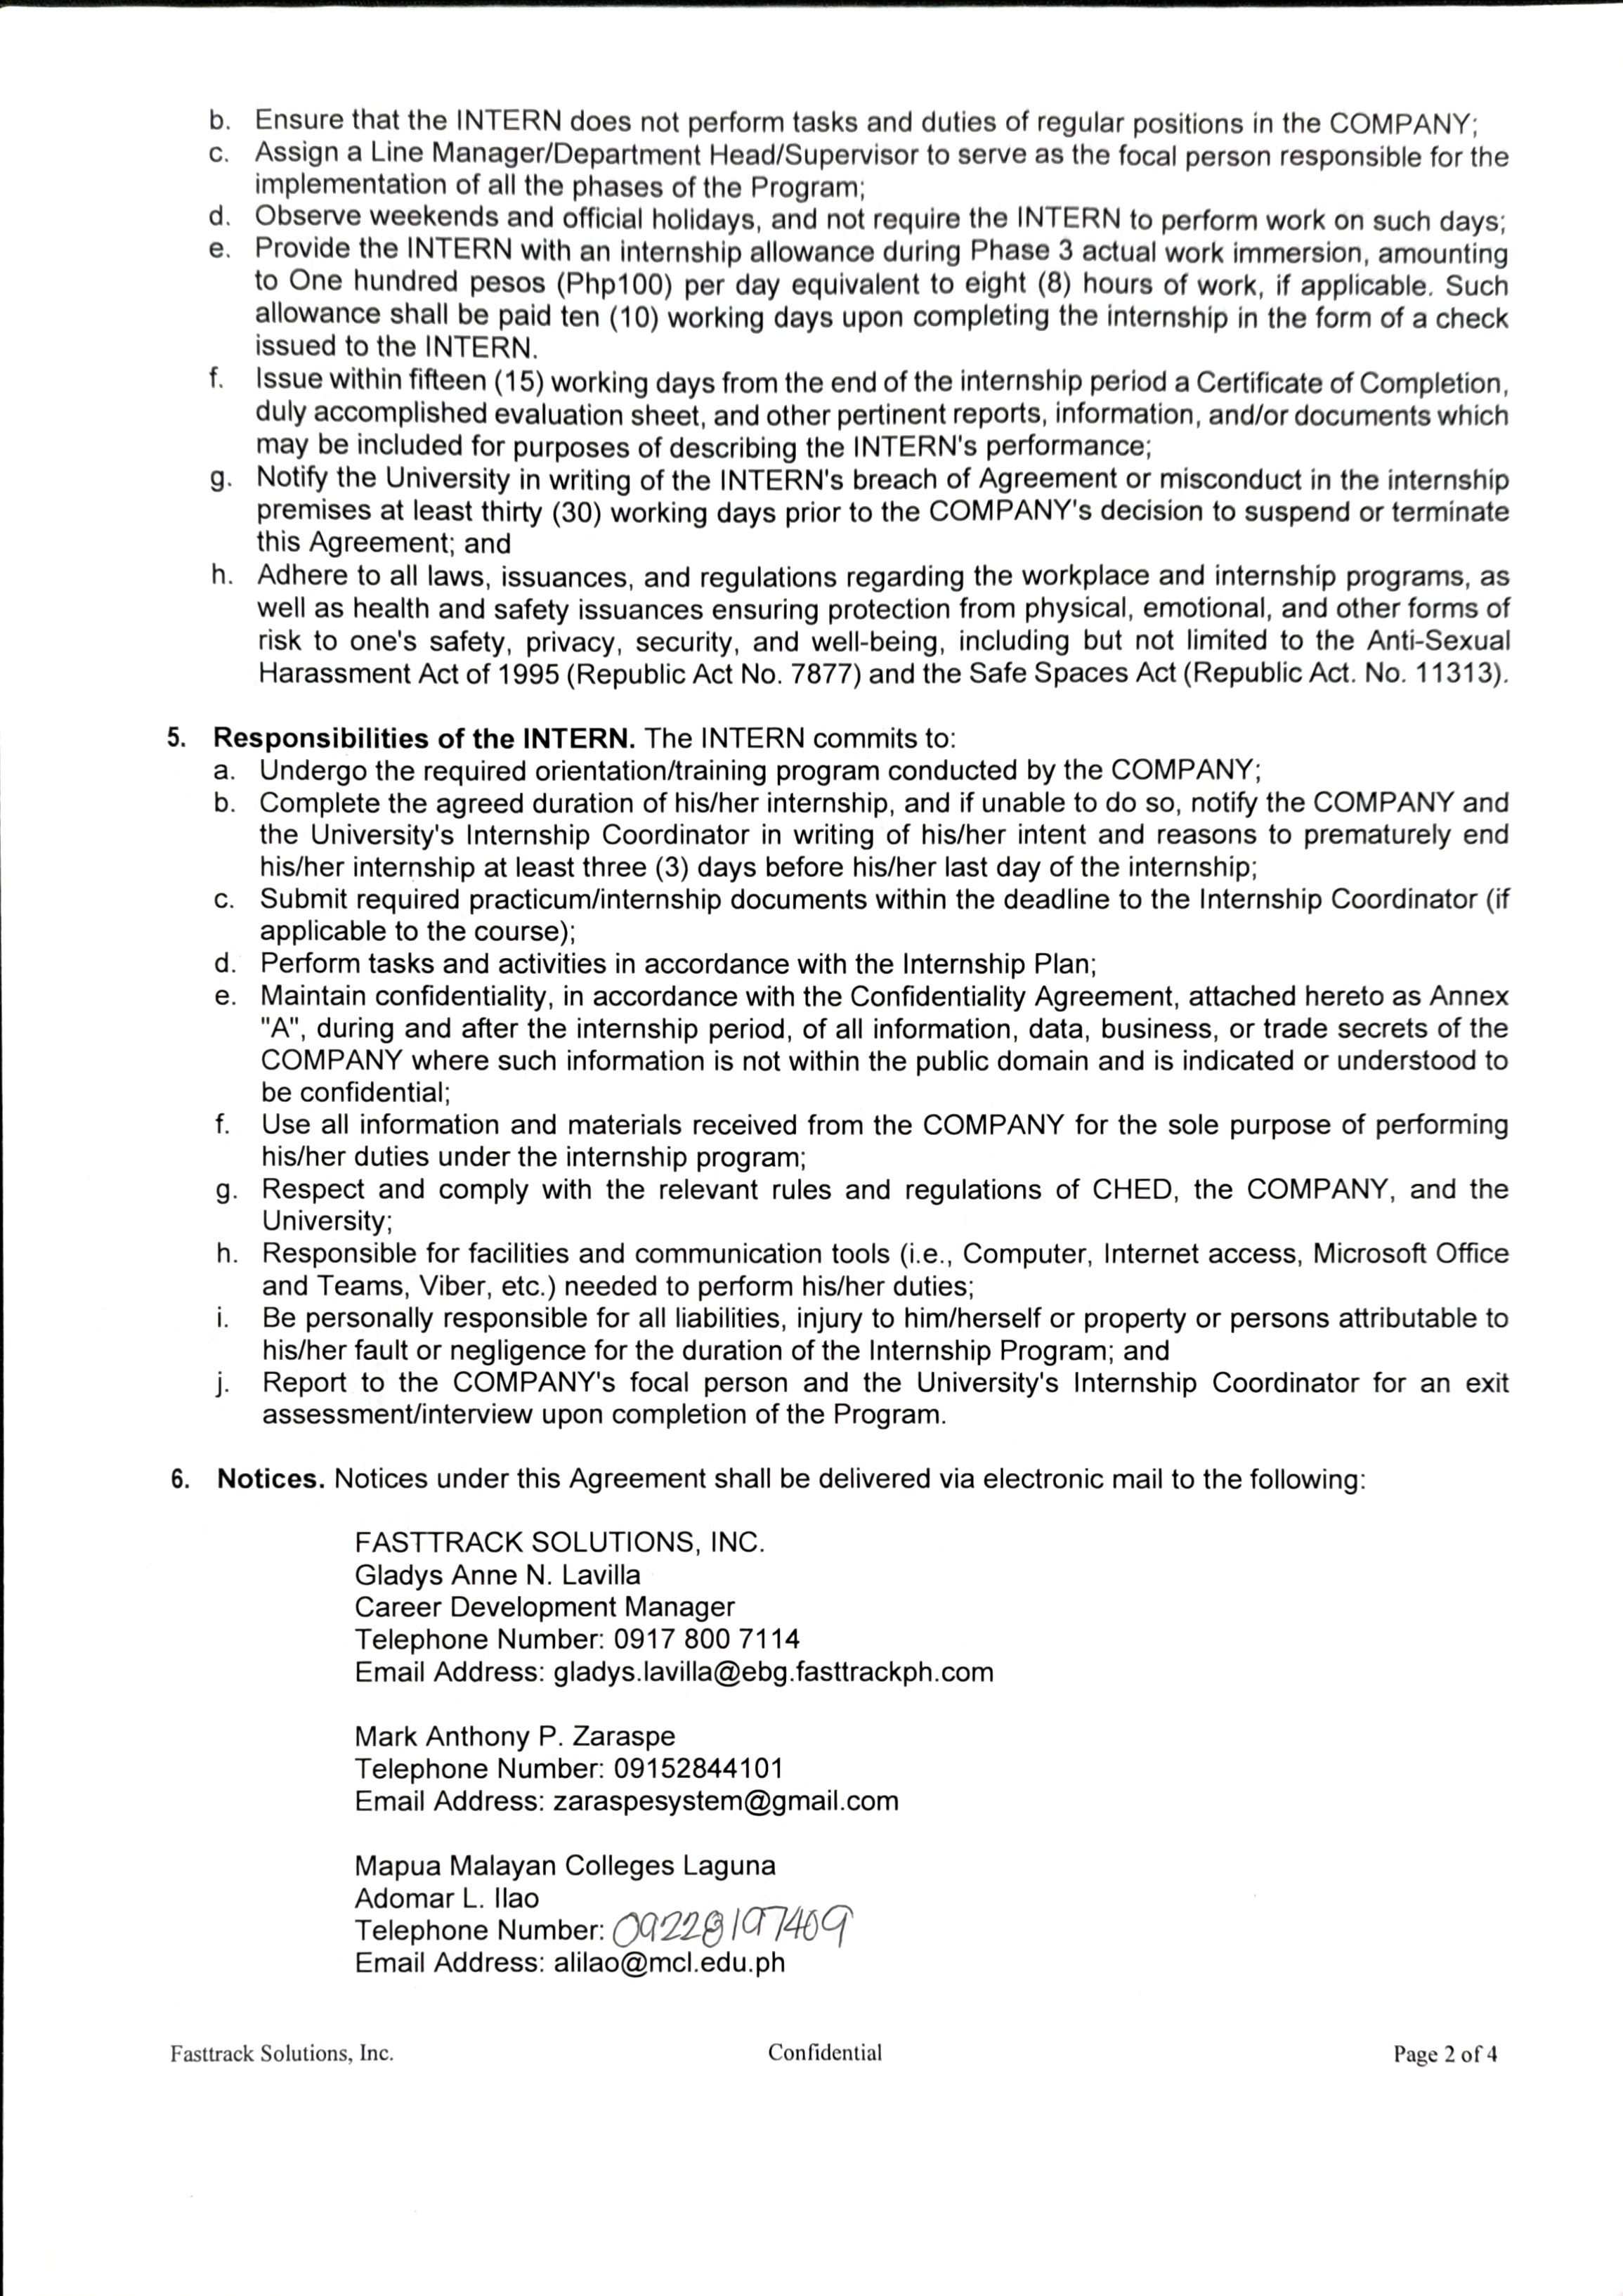 b. Ensure that the INTERN does not perform tasks and duties of regular positions in the COMPANY;
c. Assign a Line Manager/Department Head/Supervisor to serve as the focal person responsible for the
implementation of all the phases of the Program;
d. Observe weekends and official holidays, and not require the INTERN to perform work on such days;
e. Provide the INTERN with an internship allowance during Phase 3 actual work immersion, amounting
to One hundred pesos (Php100) per day equivalent to eight (8) hours of work, if applicable. Such
allowance shall be paid ten (10) working days upon completing the internship in the form of a check
issued to the INTERN.
f. Issue within fifteen (15) working days from the end of the internship period a Certificate of Completion,
duly accomplished evaluation sheet, and other pertinent reports, information, and/or documents which
may be included for purposes of describing the INTERN's performance;
g. Notify the University in writing of the INTERN's breach of Agreement or misconduct in the internship
premises at least thirty (30) working days prior to the COMPANY's decision to suspend or terminate
this Agreement; and
h. Adhere to all laws, issuances, and regulations regarding the workplace and internship programs, as
well as health and safety issuances ensuring protection from physical, emotional, and other forms of
risk to one's safety, privacy, security, and well-being, including but not limited to the Anti-Sexual
Harassment Act of 1995 (Republic Act No. 7877) and the Safe Spaces Act (Republic Act. No. 11313).
5. Responsibilities of the INTERN. The INTERN commits to:
a. Undergo the required orientation/training program conducted by the COMPANY;
b. Complete the agreed duration of his/her internship, and if unable to do so, notify the COMPANY and
the University's Internship Coordinator in writing of his/her intent and reasons to prematurely end
his/her internship at least three (3) days before his/her last day of the internship;
c. Submit required practicum/internship documents within the deadline to the Internship Coordinator (if
applicable to the course);
d. Perform tasks and activities in accordance with the Internship Plan;
e. Maintain confidentiality, in accordance with the Confidentiality Agreement, attached hereto as Annex
"A", during and after the internship period, of all information, data, business, or trade secrets of the
COMPANY where such information is not within the public domain and is indicated or understood to
be confidential;
f. Use all information and materials received from the COMPANY for the sole purpose of performing
his/her duties under the internship program;
g. Respect and comply with the relevant rules and regulations of CHED, the COMPANY, and the
University;
h. Responsible for facilities and communication tools (i.e., Computer, Internet access, Microsoft Office
and Teams, Viber, etc.) needed to perform his/her duties;
i. Be personally responsible for all liabilities, injury to him/herself or property or persons attributable to
his/her fault or negligence for the duration of the Internship Program; and
j. Report to the COMPANY's focal person and the University's Internship Coordinator for an exit
assessment/interview upon completion of the Program.
6. Notices. Notices under this Agreement shall be delivered via electronic mail to the following:
FASTTRACK SOLUTIONS, INC.
Gladys Anne N. Lavilla
Career Development Manager
Telephone Number: 0917 800 7114
Email Address: gladys.lavilla@ebg.fasttrackph.com
Mark Anthony P. Zaraspe
Telephone Number: 09152844101
Email Address: zaraspesystem@gmail.com
Mapua Malayan Colleges Laguna
Adomar L. Ilao
Telephone Number: 09228197409
Email Address: alilao@mcl.edu.ph
Fasttrack Solutions, Inc.
Confidential
Page 2 of 4